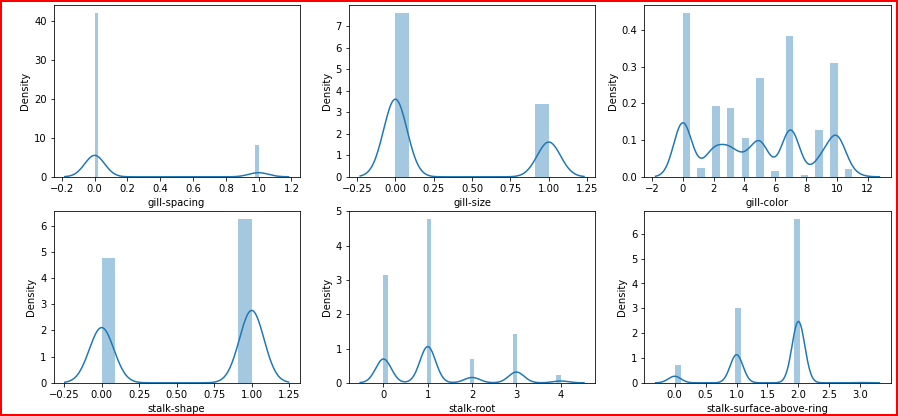 40
30
20
10
0
Density
−0.2 0.0 0.2 0.4 0.6 0.8 1.0 1.2
gill-spacing
7
6
5
4
3
2
1
0
Density
−0.25 0.00 0.25 0.50 0.75 1.00 1.25
gill-size
0.4
0.3
0.2
0.1
0.0
Density
−2 0 2 4 6 8 10 12
gill-color
6
5
4
3
2
1
0
Density
−0.25 0.00 0.25 0.50 0.75 1.00 1.25
stalk-shape
5
4
3
2
1
0
Density
0 1 2 3 4
stalk-root
6
5
4
3
2
1
0
Density
0.0 0.5 1.0 1.5 2.0 2.5 3.0
stalk-surface-above-ring